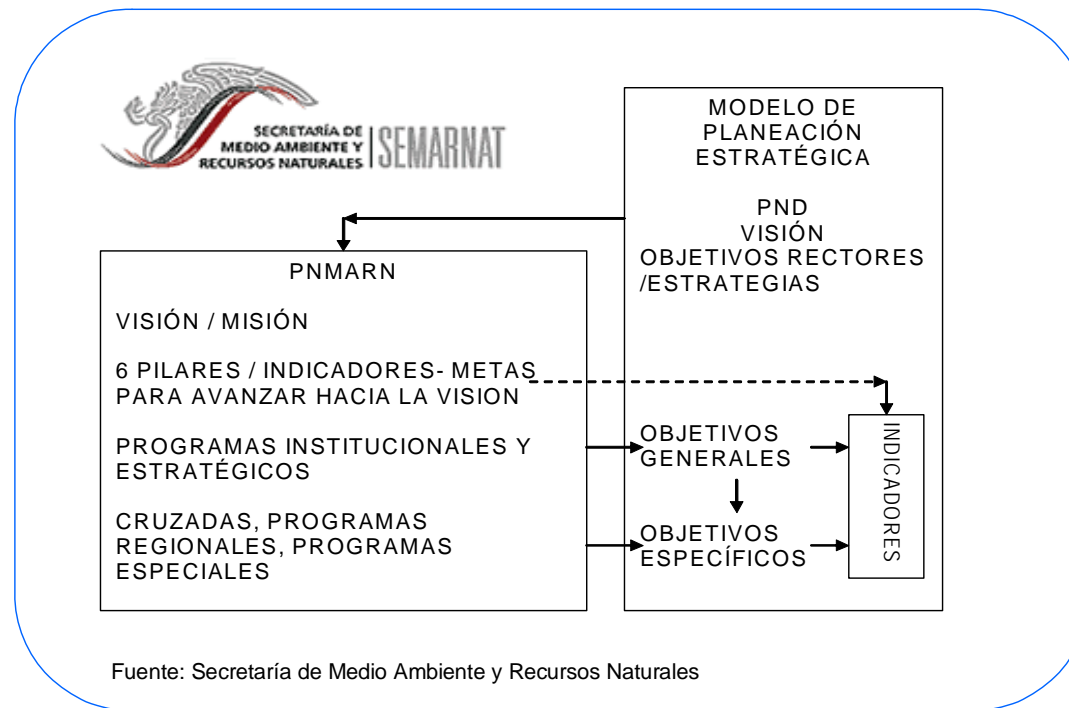 SECRETARÍA DE
MEDIO AMBIENTE Y
RECURSOS NATURALES
SEMARNAT
MODELO DE
PLANEACIÓN
ESTRATÉGICA
PND
VISIÓN
OBJETIVOS RECTORES
/ESTRATEGIAS
PNMARN
VISIÓN / MISIÓN
6 PILARES / INDICADORES- METAS
PARA AVANZAR HACIA LA VISION
PROGRAMAS INSTITUCIONALES Y
ESTRATÉGICOS
CRUZADAS, PROGRAMAS
REGIONALES, PROGRAMAS
ESPECIALES
OBJETIVOS
GENERALES
OBJETIVOS
ESPECÍFICOS
INDICADORES
Fuente: Secretaría de Medio Ambiente y Recursos Naturales